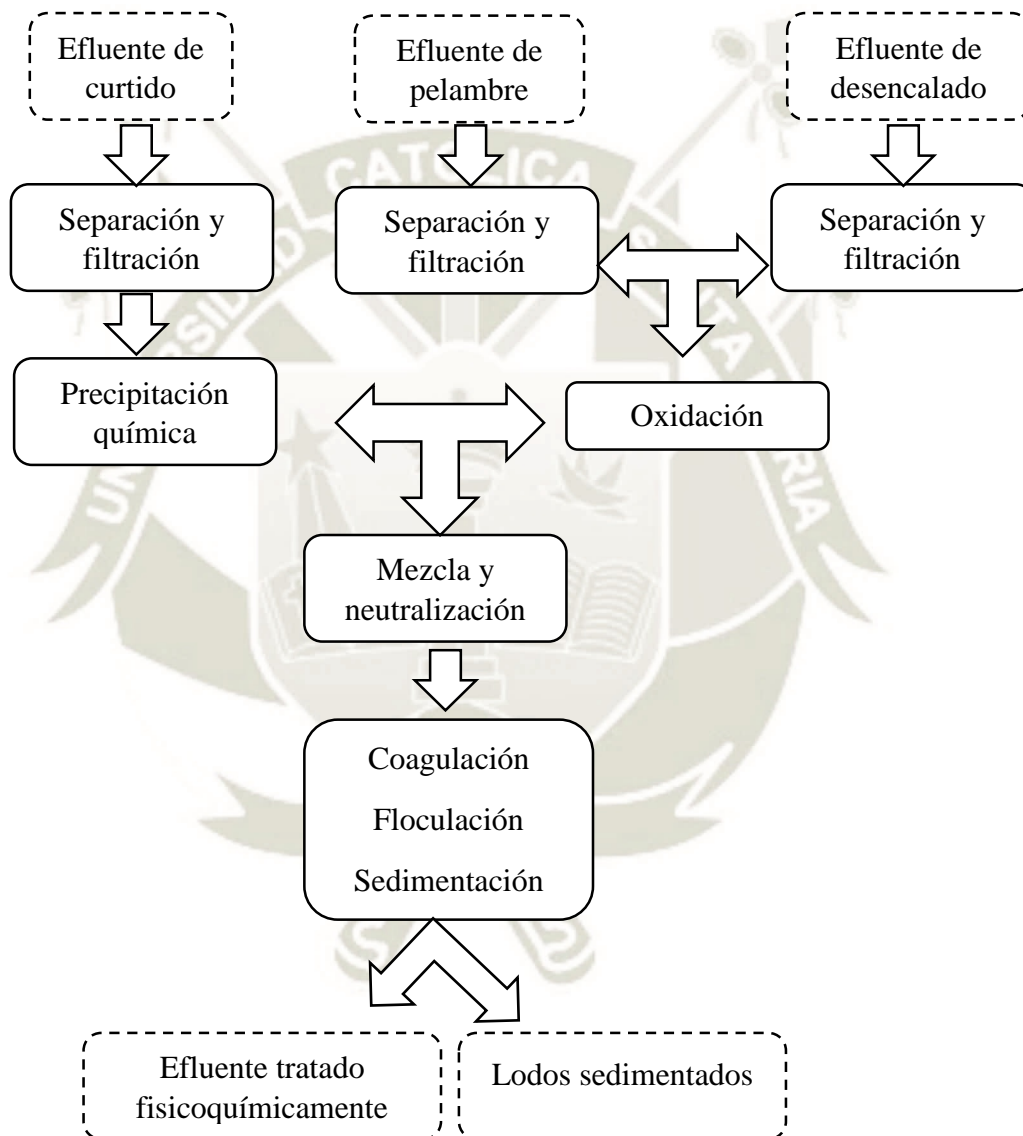 Efluente de
curtido
Efluente de
pelambre
Efluente de
desencalado
Separación y
filtración
Separación y
filtración
Separación y
filtración
Precipitación
química
Oxidación
Mezcla y
neutralización
Coagulación
Floculación
Sedimentación
Efluente tratado
fisicoquímicamente
Lodos sedimentados
CATOLICA